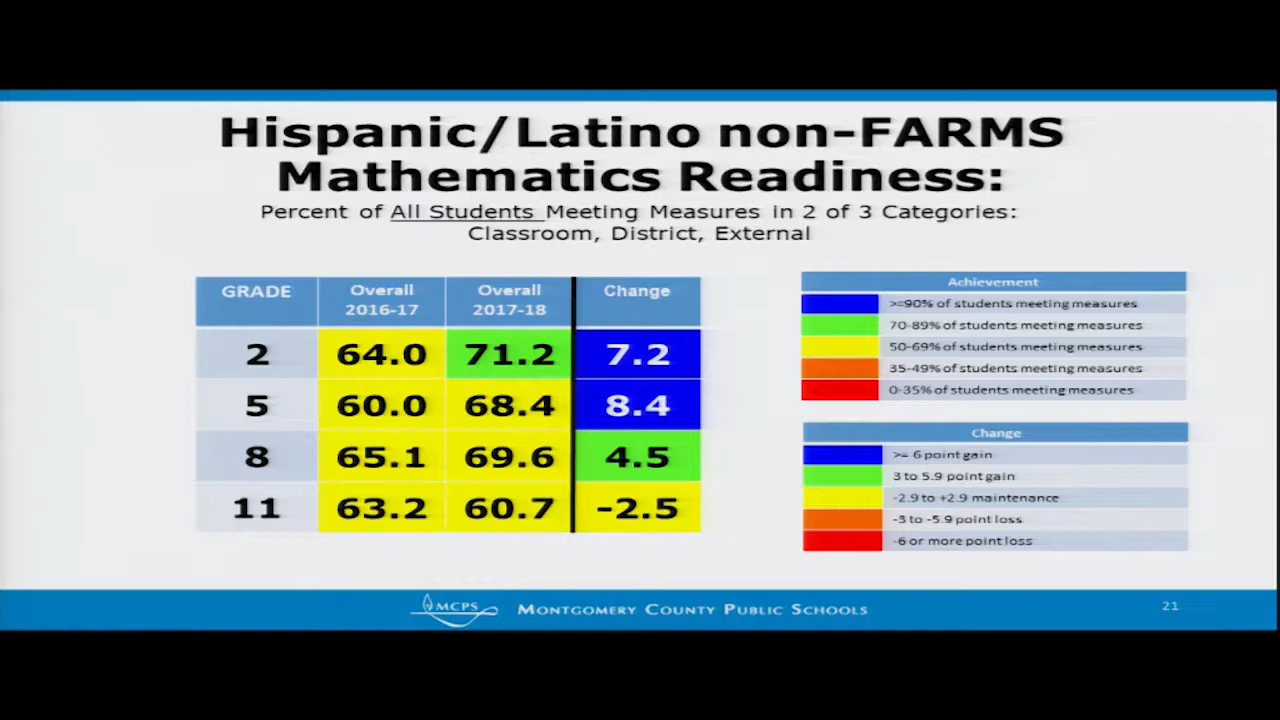 Hispanic/Latino non-FARMS
Mathematics Readiness:
Percent of All Students Meeting Measures in 2 of 3 Categories:
Classroom, District, External
GRADE Overall 2016-17 Overall 2017-18 Change
2 64.0 71.2 7.2
5 60.0 68.4 8.4
8 65.1 69.6 4.5
11 63.2 60.7 -2.5
Achievement
>=90% of students meeting measures
70-89% of students meeting measures
50-69% of students meeting measures
35-49% of students meeting measures
0-35% of students meeting measures
Change
>= 6 point gain
3 to 5.9 point gain
-2.9 to +2.9 maintenance
-3 to -5.9 point loss
-6 or more point loss
MCPS MONTGOMERY COUNTY PUBLIC SCHOOLS
21